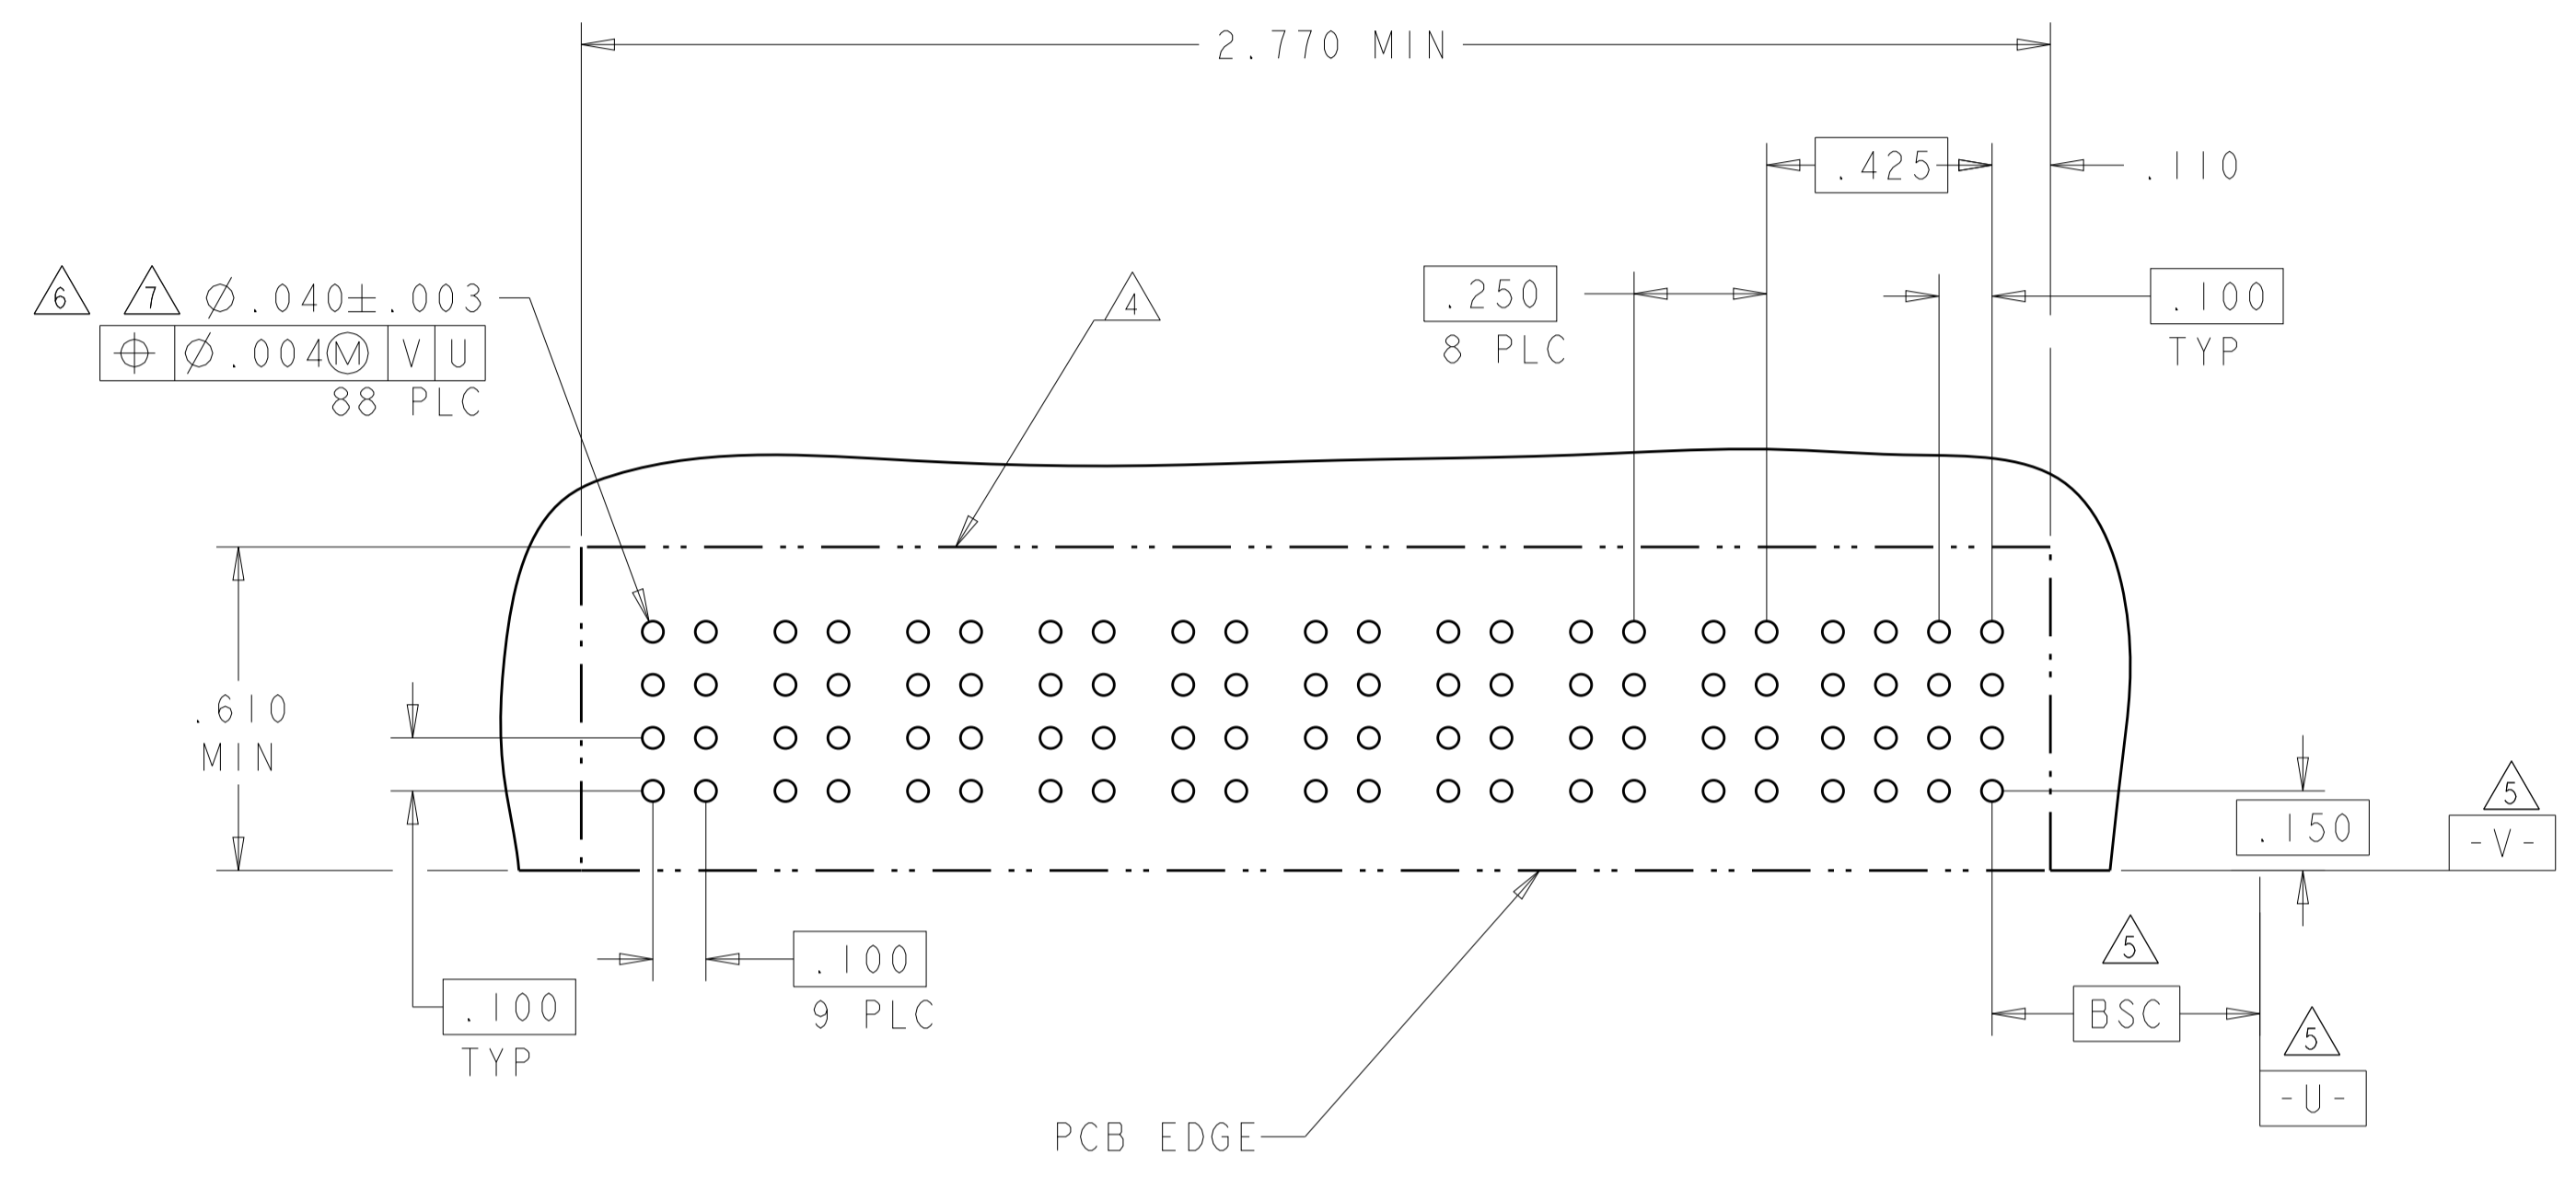 2.770 MIN
.425
.110
6
7
Ø.040±.003
⌖ Ø.004Ⓜ V U
88 PLC
4
.250
8 PLC
.100
TYP
.610
MIN
.150
5
-V-
.100
TYP
.100
9 PLC
5
BSC
5
-U-
PCB EDGE